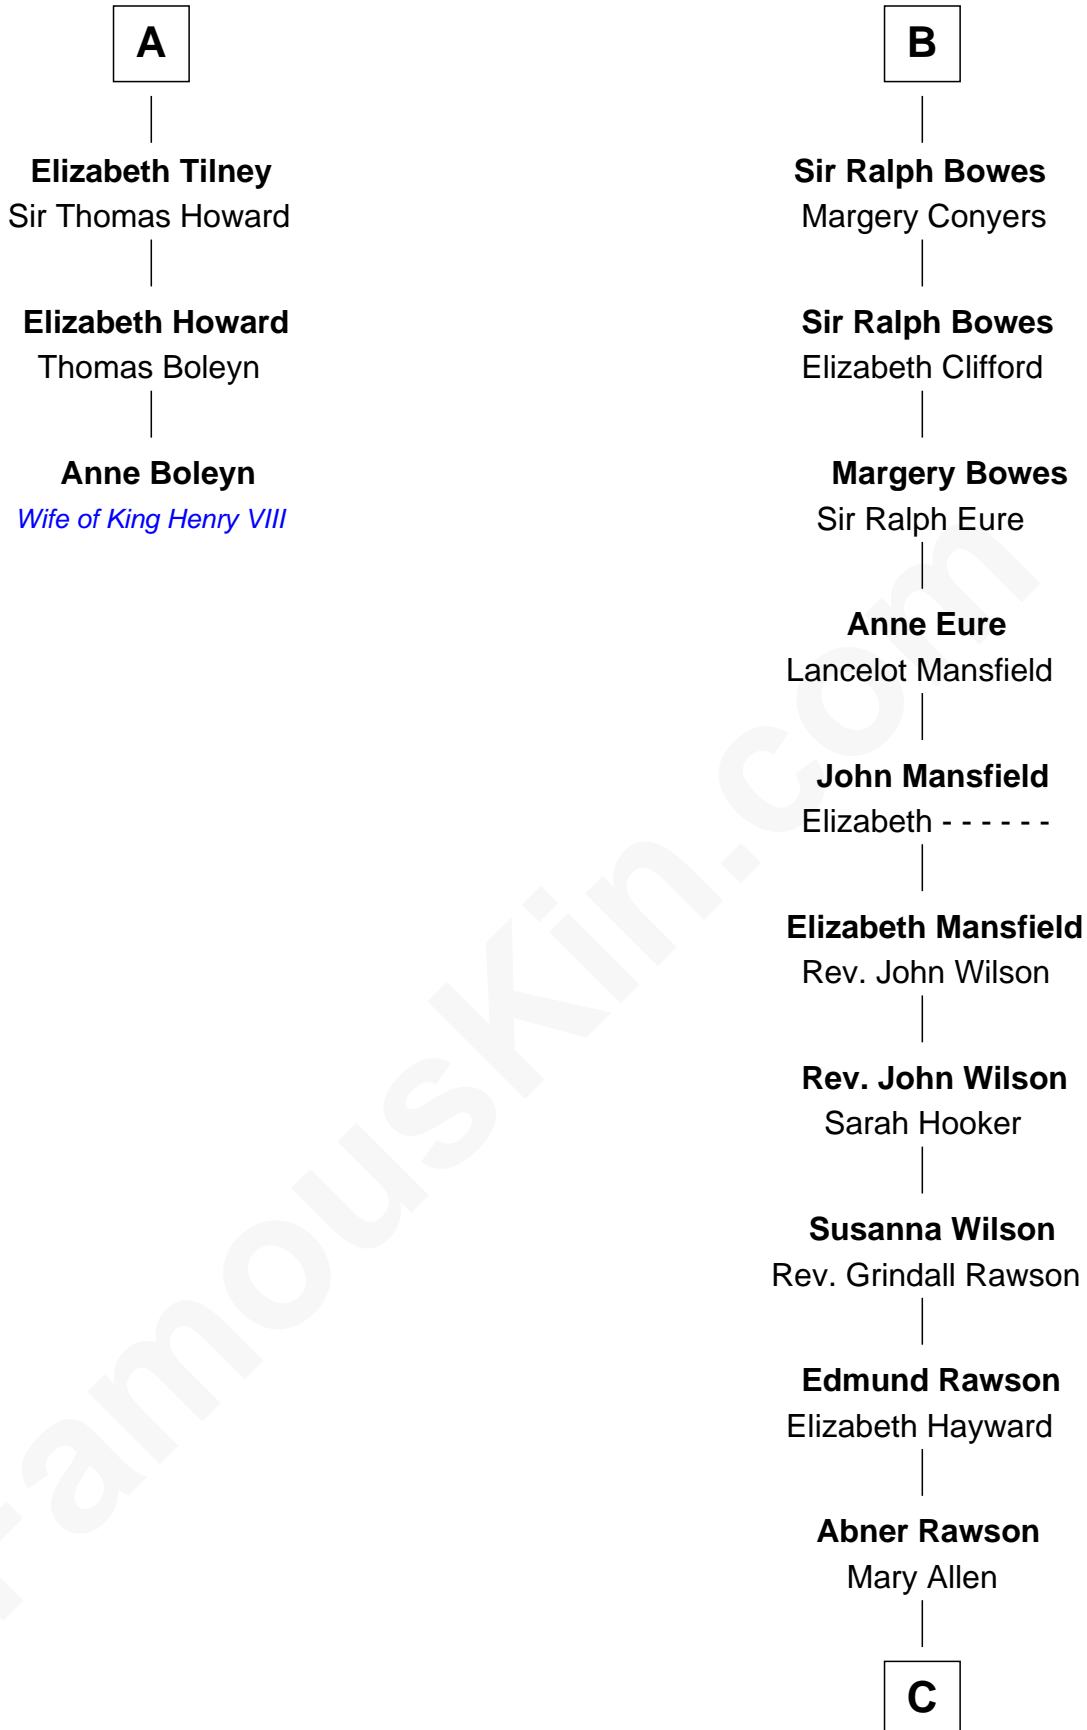 A
Elizabeth Tilney
Sir Thomas Howard
Elizabeth Howard
Thomas Boleyn
Anne Boleyn
Wife of King Henry VIII
B
Sir Ralph Bowes
Margery Conyers
Sir Ralph Bowes
Elizabeth Clifford
Margery Bowes
Sir Ralph Eure
Anne Eure
Lancelot Mansfield
John Mansfield
Elizabeth - - - - - -
Elizabeth Mansfield
Rev. John Wilson
Rev. John Wilson
Sarah Hooker
Susanna Wilson
Rev. Grindall Rawson
Edmund Rawson
Elizabeth Hayward
Abner Rawson
Mary Allen
C
FamousKin.com